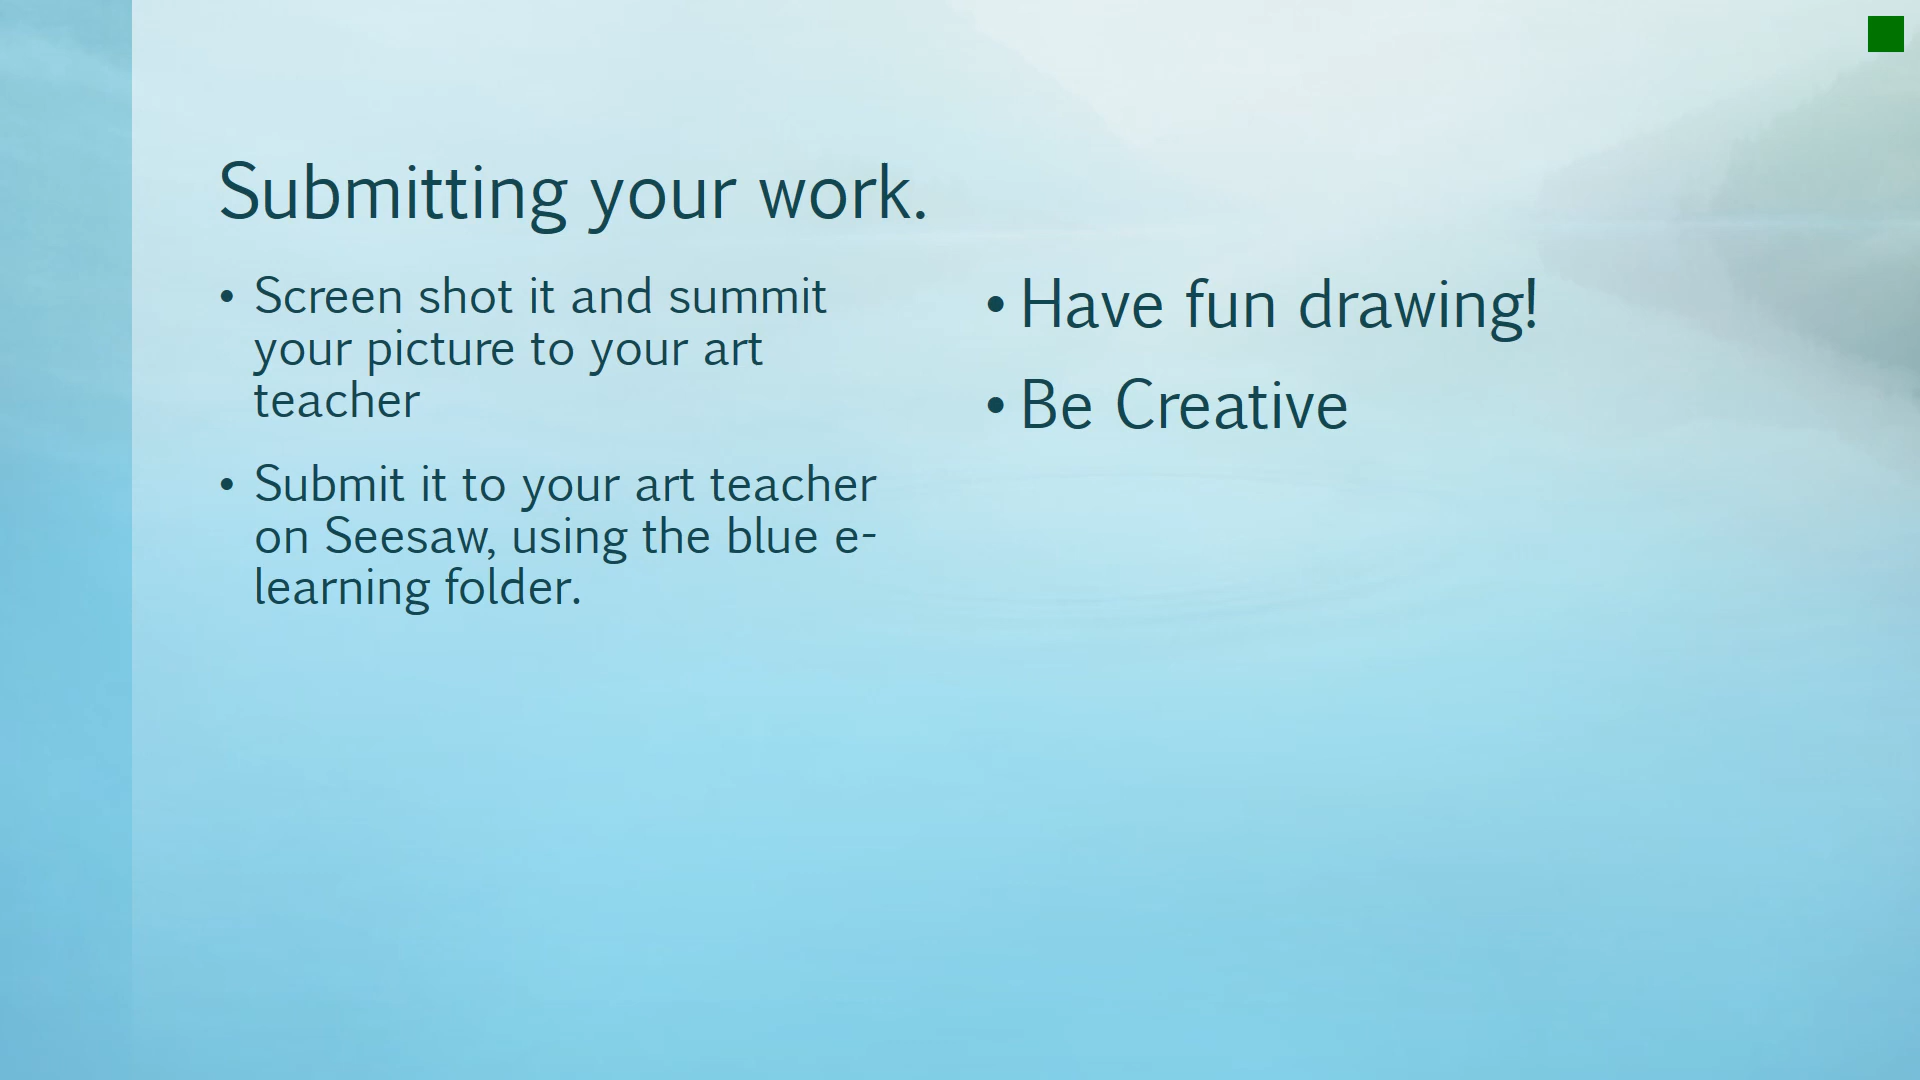 Submitting your work.
• Screen shot it and summit
your picture to your art
teacher
• Submit it to your art teacher
on Seesaw, using the blue e-
learning folder.
• Have fun drawing!
• Be Creative